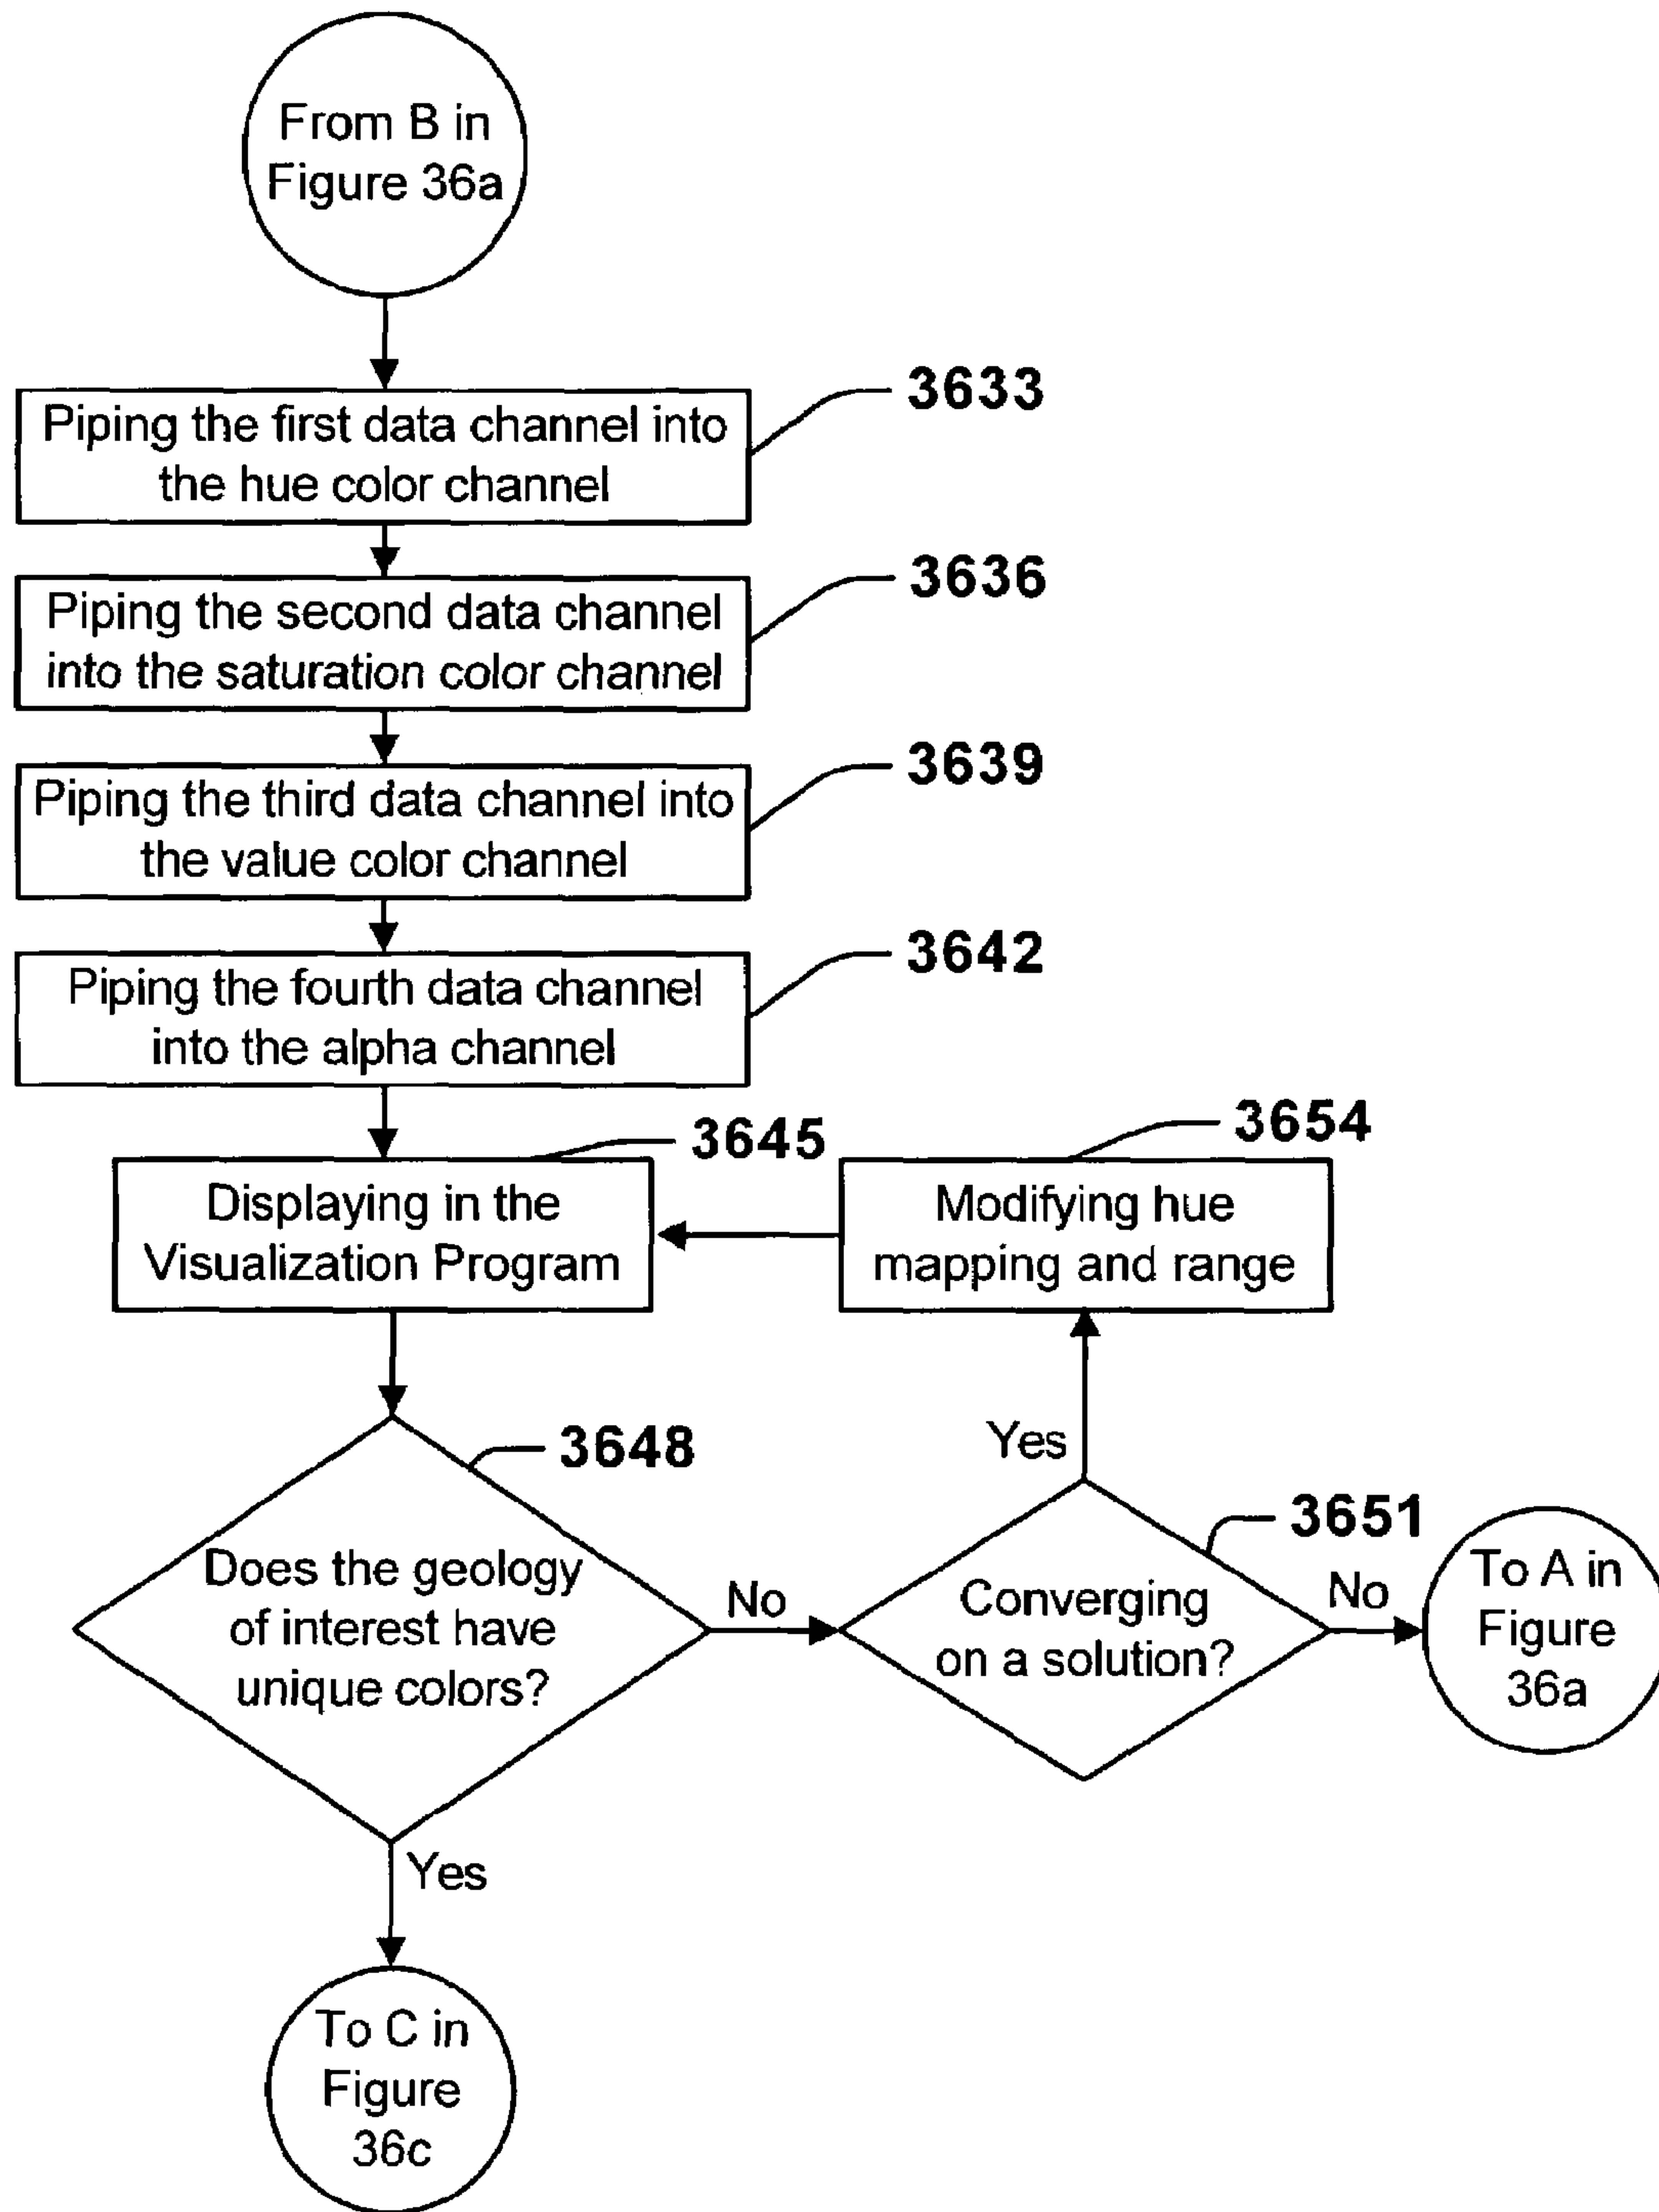 From B in
Figure 36a
3633
Piping the first data channel into
the hue color channel
3636
Piping the second data channel
into the saturation color channel
3639
Piping the third data channel into
the value color channel
3642
Piping the fourth data channel
into the alpha channel
3645
3654
Displaying in the
Visualization Program
Modifying hue
mapping and range
3648
Yes
3651
Does the geology
of interest have
unique colors?
No
Converging
on a solution?
No
To A in
Figure
36a
Yes
To C in
Figure
36c